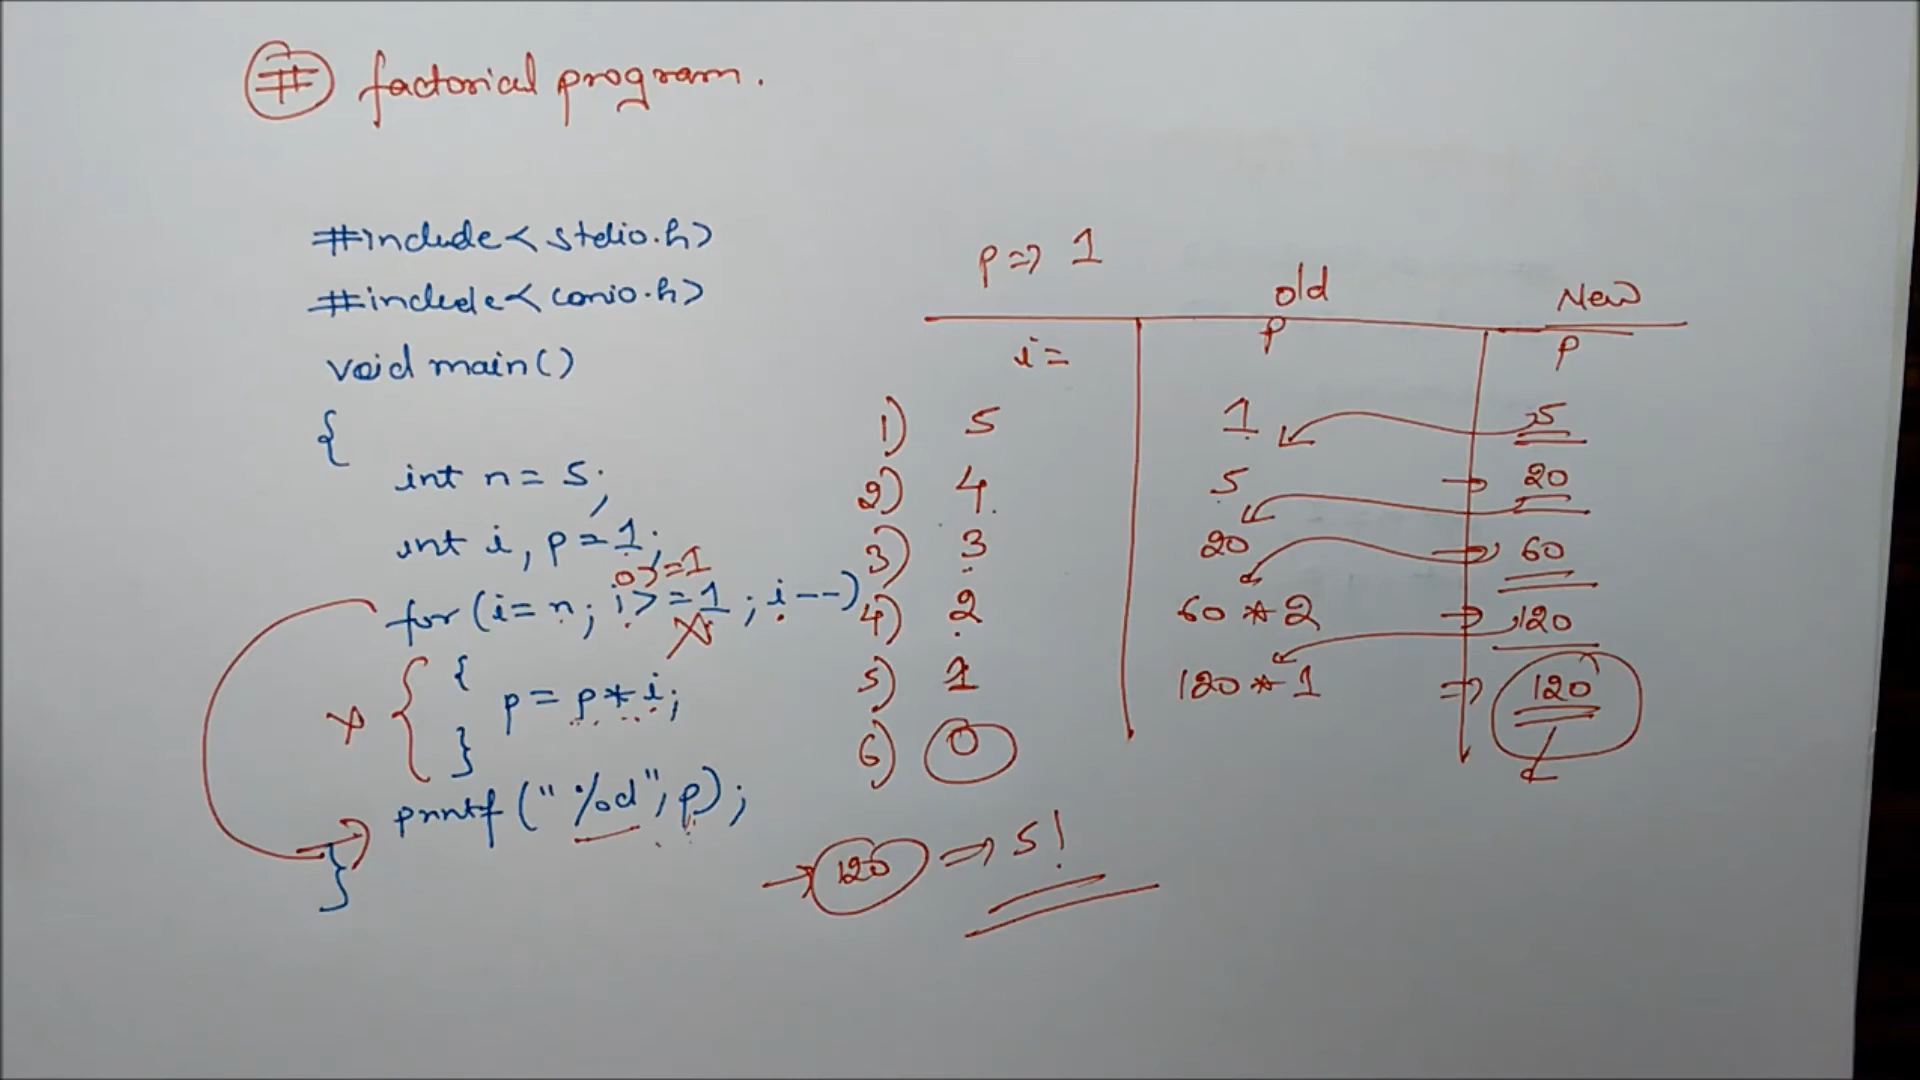 # factorial program.
#include<stdio.h>
#include<conio.h>
void main()
{
int n=5;
int i, p=1;
0>=1
for(i=n; i>=1; i--)
{
p=p*i;
}
printf("%d",p);
}
p=> 1
old New
i= p p
1) 5 1 5
2) 4 5 → 20
3) 3 20 → 60
4) 2 60*2 → 120
5) 1 120*1 => 120
6) 0
→ 120 => 5!